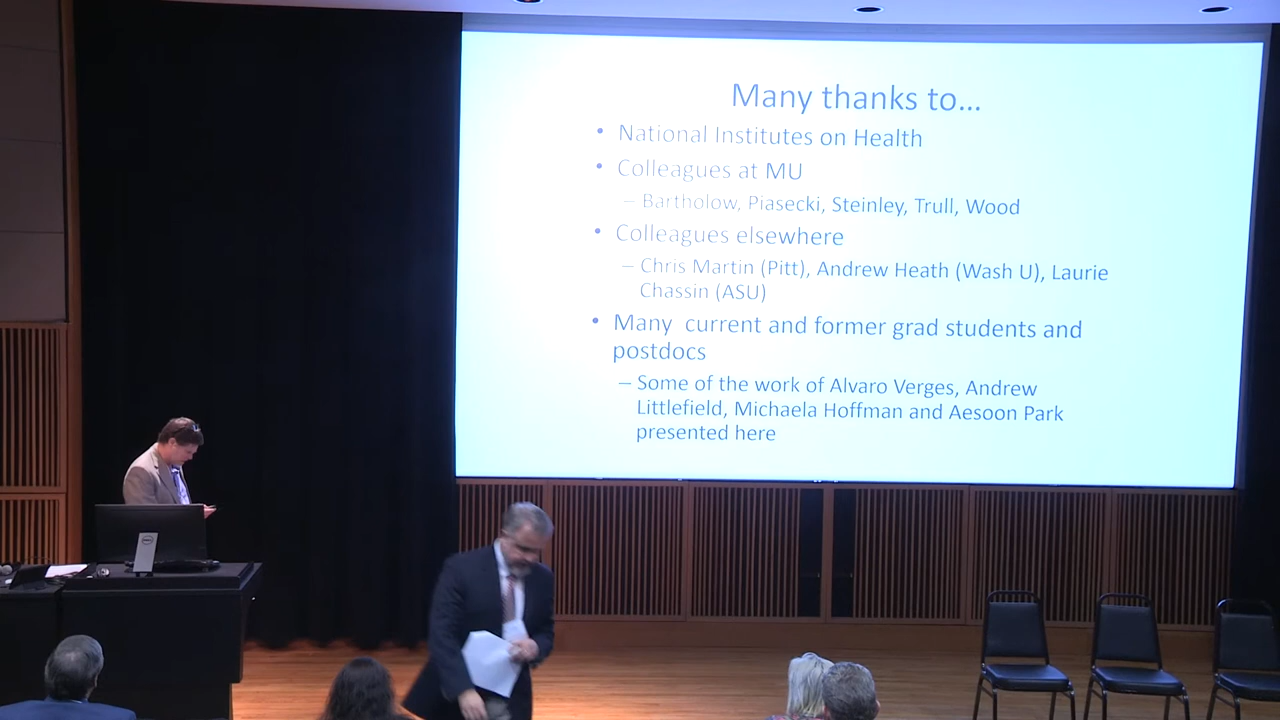 Many thanks to...
• National Institutes on Health
• Colleagues at MU
– Bartholow, Piasecki, Steinley, Trull, Wood
• Colleagues elsewhere
– Chris Martin (Pitt), Andrew Heath (Wash U), Laurie
Chassin (ASU)
• Many  current and former grad students and
postdocs
– Some of the work of Alvaro Verges, Andrew
Littlefield, Michaela Hoffman and Aesoon Park
presented here
DELL